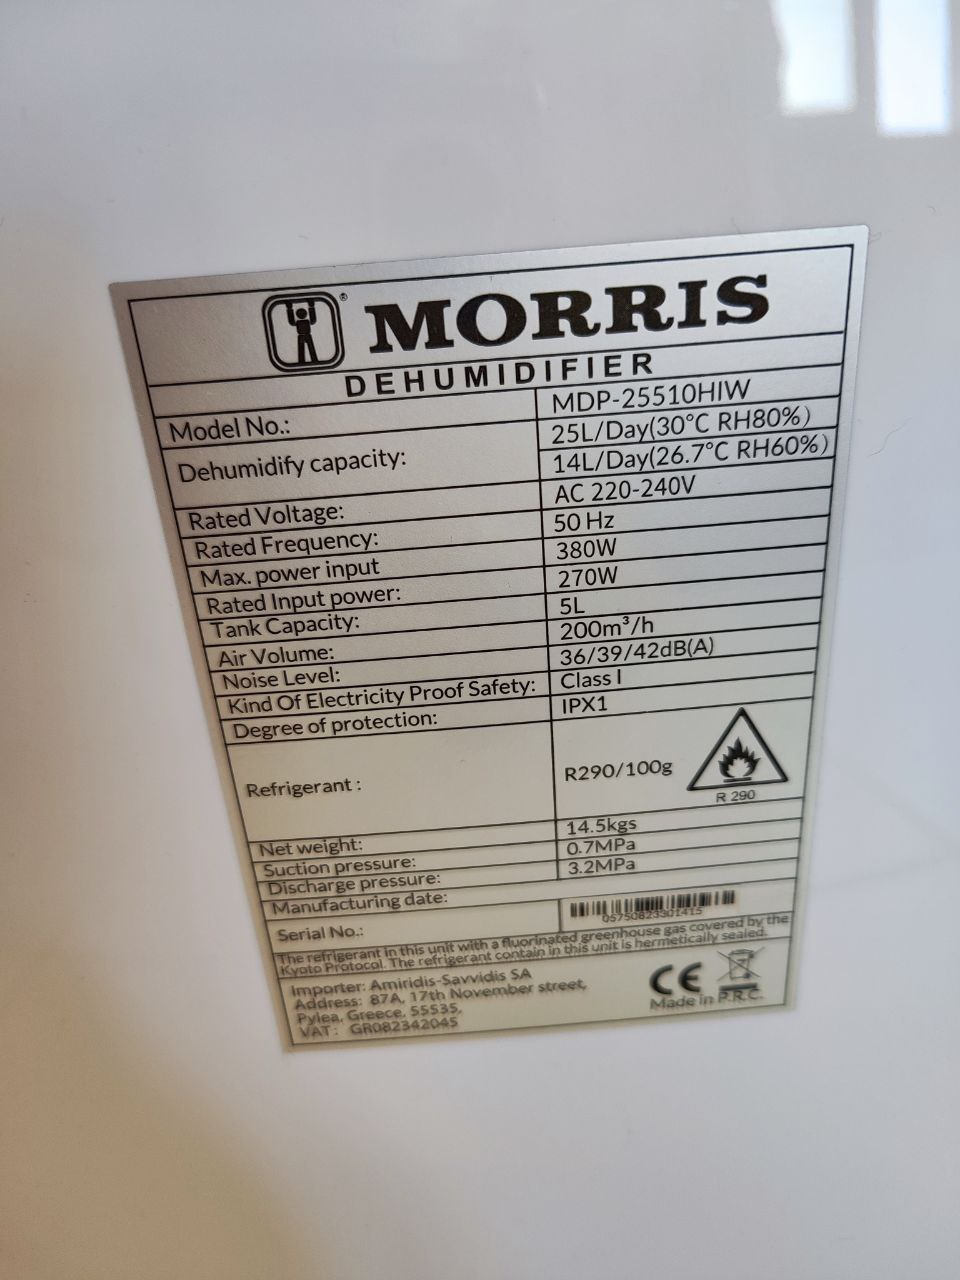 ® MORRIS
DEHUMIDIFIER
Model No.: MDP-25510HIW
Dehumidify capacity: 25L/Day(30°C RH80%)
14L/Day(26.7°C RH60%)
Rated Voltage: AC 220-240V
Rated Frequency: 50 Hz
Max. power input 380W
Rated Input power: 270W
Tank Capacity: 5L
Air Volume: 200m³/h
Noise Level: 36/39/42dB(A)
Kind Of Electricity Proof Safety: Class I
Degree of protection: IPX1
Refrigerant : R290/100g
R 290
Net weight: 14.5kgs
Suction pressure: 0.7MPa
Discharge pressure: 3.2MPa
Manufacturing date:
Serial No.: 05750823301415
The refrigerant in this unit with a fluorinated greenhouse gas covered by the
Kyoto Protocol. The refrigerant contain in this unit is hermetically sealed.
Importer: Amiridis-Savvidis SA
Address: 87A, 17th November street,
Pylea, Greece, 55535,
VAT : GR082342045
CE
Made in P.R.C.